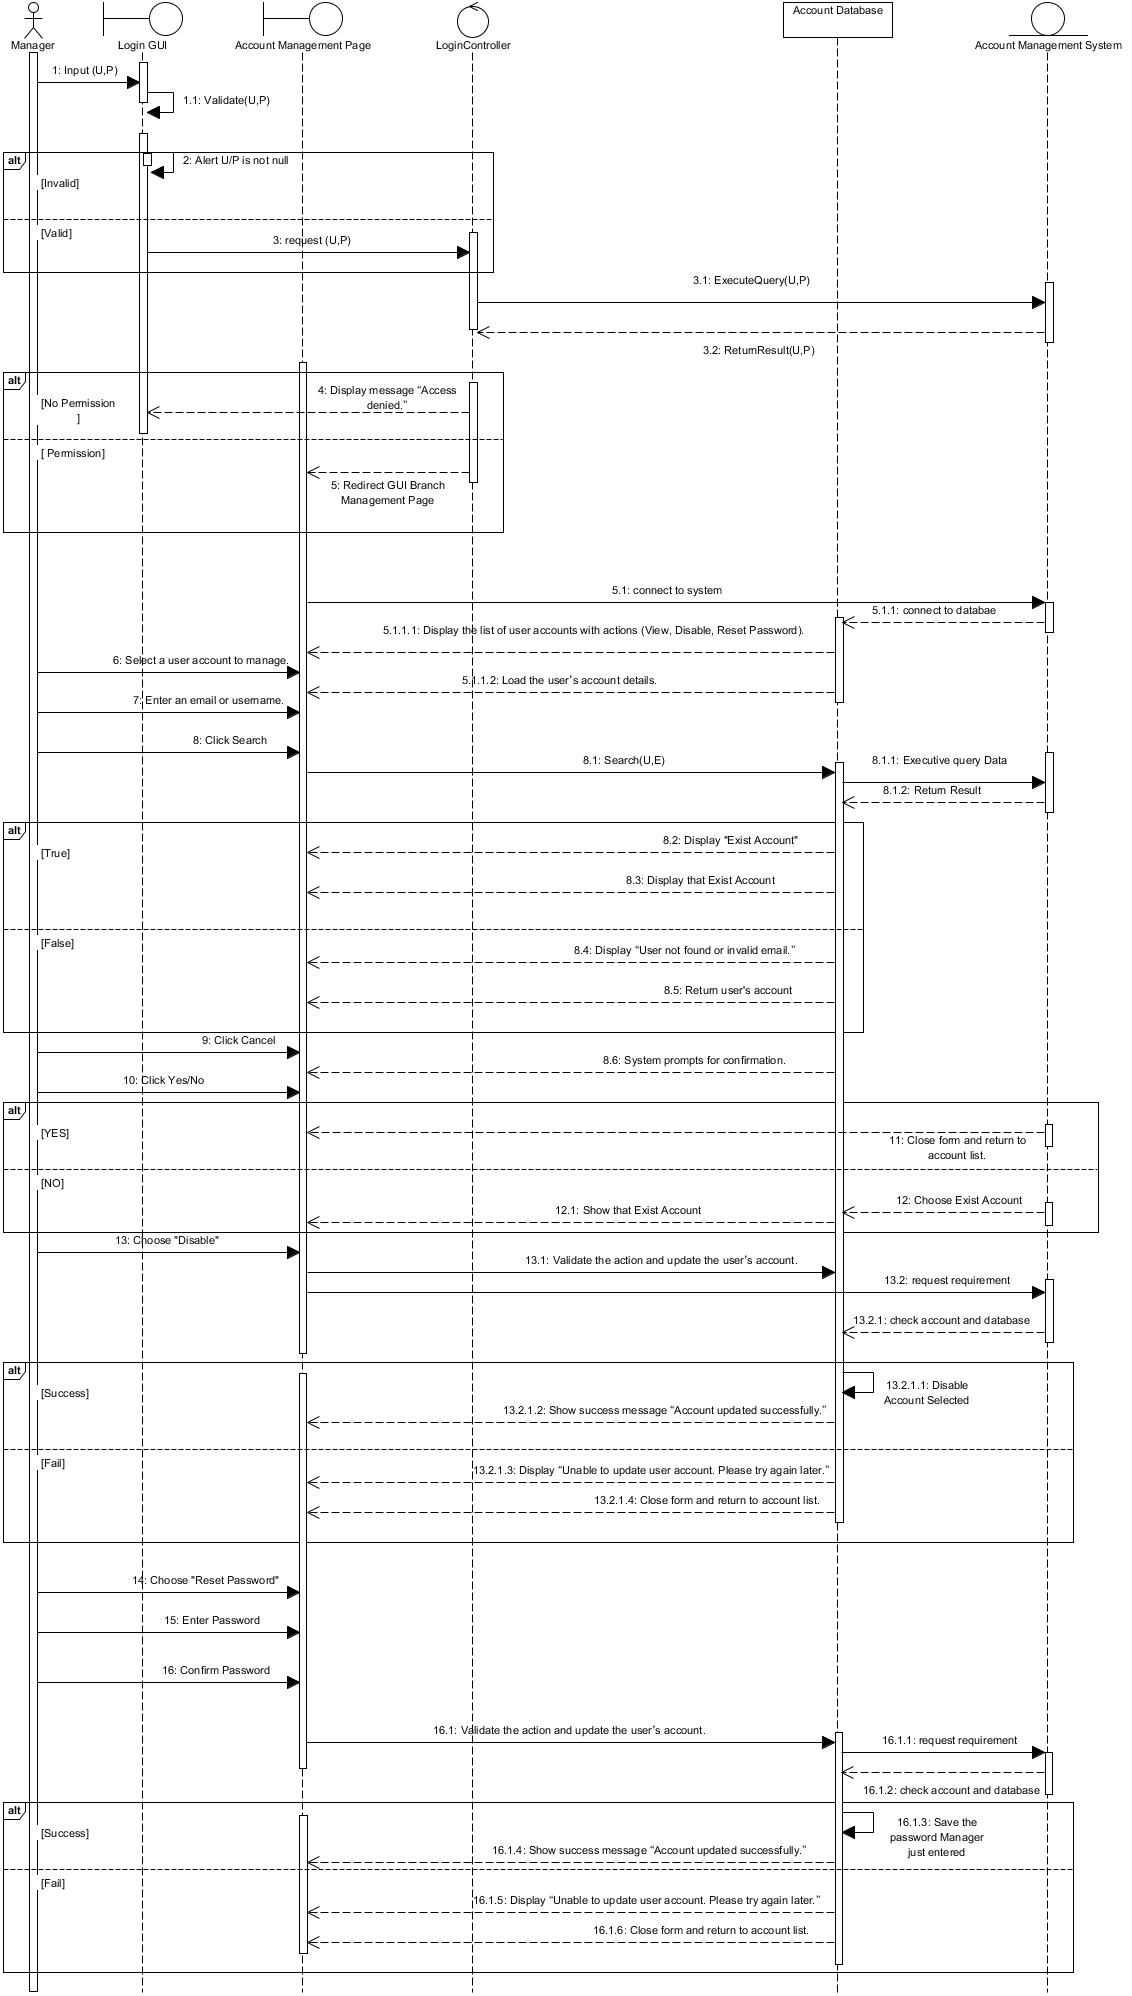 Manager
Login GUI
Account Management Page
LoginController
Account Database
Account Management System
1: Input (U,P)
1.1: Validate(U,P)
alt
2: Alert U/P is not null
[Invalid]
[Valid]
3: request (U,P)
3.1: ExecuteQuery(U,P)
3.2: ReturnResult(U,P)
alt
[No Permission
]
4: Display message “Access
denied.”
[ Permission]
5: Redirect GUI Branch
Management Page
5.1: connect to system
5.1.1: connect to databae
5.1.1.1: Display the list of user accounts with actions (View, Disable, Reset Password).
6: Select a user account to manage.
5.1.1.2: Load the user’s account details.
7: Enter an email or username.
8: Click Search
8.1: Search(U,E)
8.1.1: Executive query Data
8.1.2: Return Result
alt
[True]
8.2: Display "Exist Account"
8.3: Display that Exist Account
[False]
8.4: Display “User not found or invalid email.”
8.5: Return user's account
9: Click Cancel
8.6: System prompts for confirmation.
10: Click Yes/No
alt
[YES]
11: Close form and return to
account list.
[NO]
12: Choose Exist Account
12.1: Show that Exist Account
13: Choose "Disable"
13.1: Validate the action and update the user’s account.
13.2: request requirement
13.2.1: check account and database
alt
[Success]
13.2.1.1: Disable
Account Selected
13.2.1.2: Show success message “Account updated successfully.”
[Fail]
13.2.1.3: Display “Unable to update user account. Please try again later.”
13.2.1.4: Close form and return to account list.
14: Choose "Reset Password"
15: Enter Password
16: Confirm Password
16.1: Validate the action and update the user’s account.
16.1.1: request requirement
16.1.2: check account and database
alt
[Success]
16.1.3: Save the
password Manager
just entered
16.1.4: Show success message “Account updated successfully.”
[Fail]
16.1.5: Display “Unable to update user account. Please try again later.”
16.1.6: Close form and return to account list.